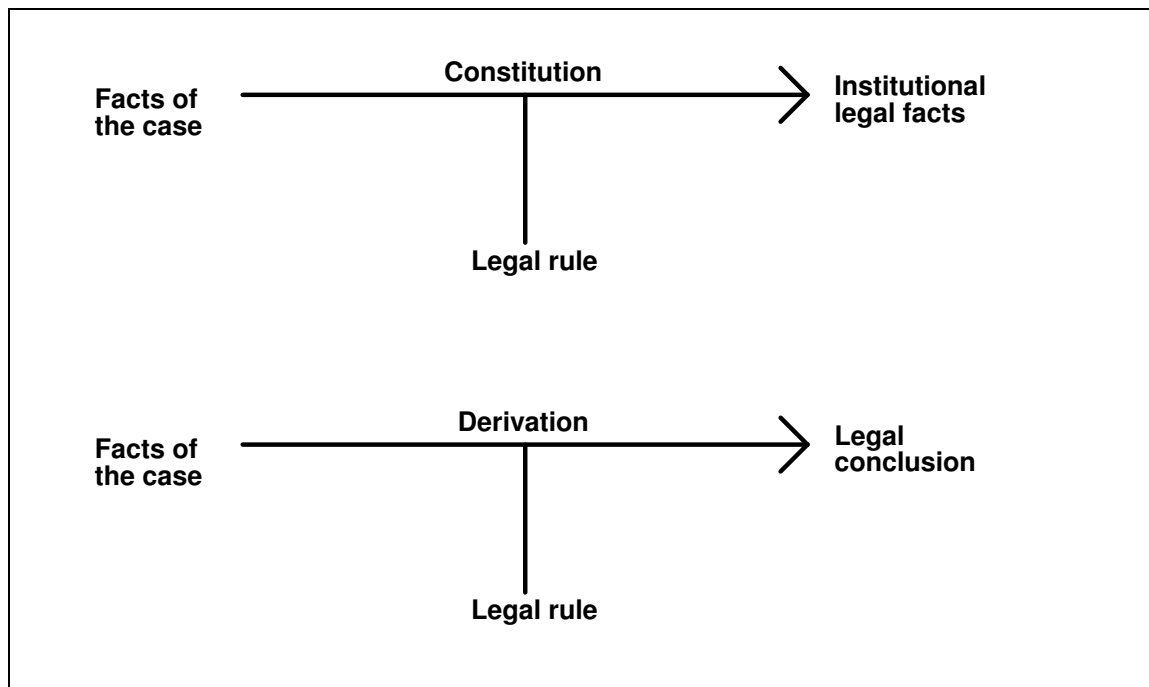 Constitution
Facts of
the case
Institutional
legal facts
Legal rule
Derivation
Facts of
the case
Legal
conclusion
Legal rule